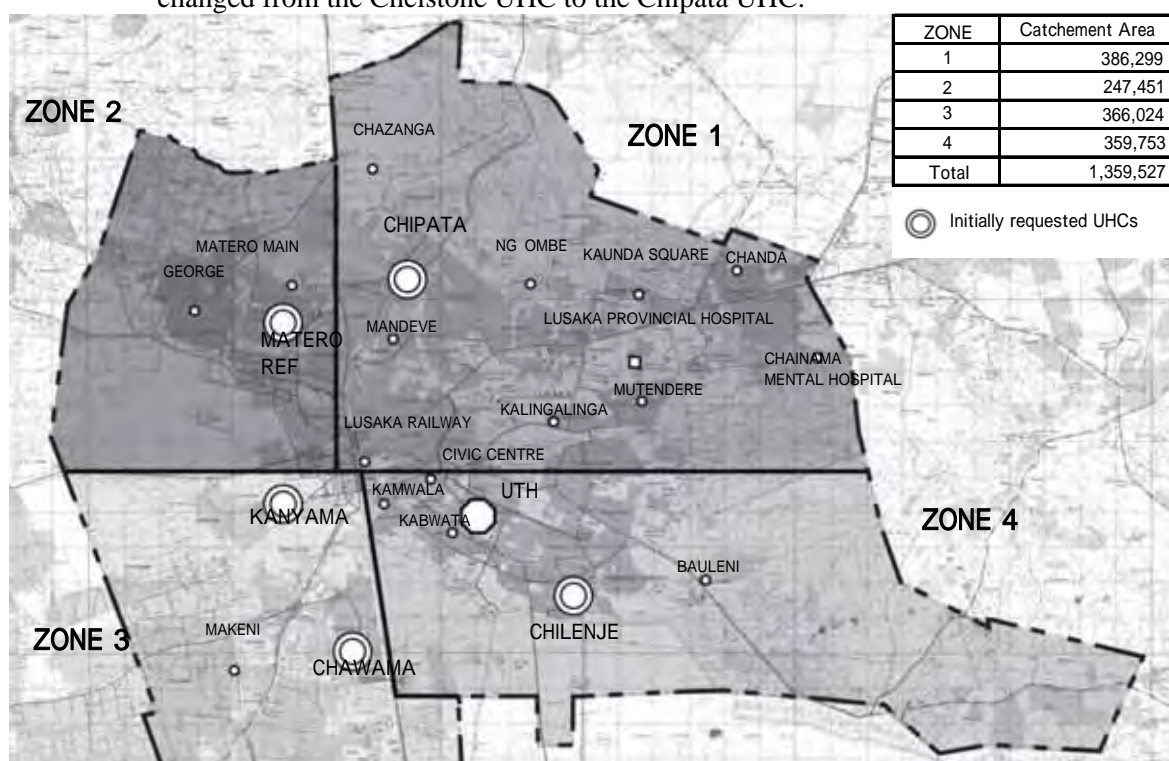 changed from the Chelstone UHC to the Chipata UHC.
ZONE Catchement Area
1 386,299
2 247,451
3 366,024
4 359,753
Total 1,359,527
Initially requested UHCs
ZONE 2
ZONE 1
CHAZANGA
CHIPATA
NG OMBE
KAUNDA SQUARE
CHANDA
MATERO MAIN
GEORGE
MATERO
REF
MANDEVE
LUSAKA PROVINCIAL HOSPITAL
CHAINAMA
MENTAL HOSPITAL
MUTENDERE
KALINGALINGA
LUSAKA RAILWAY
CIVIC CENTRE
KAMWALA
UTH
KANYAMA
KABWATA
ZONE 4
BAULENI
CHILENJE
ZONE 3
MAKENI
CHAWAMA